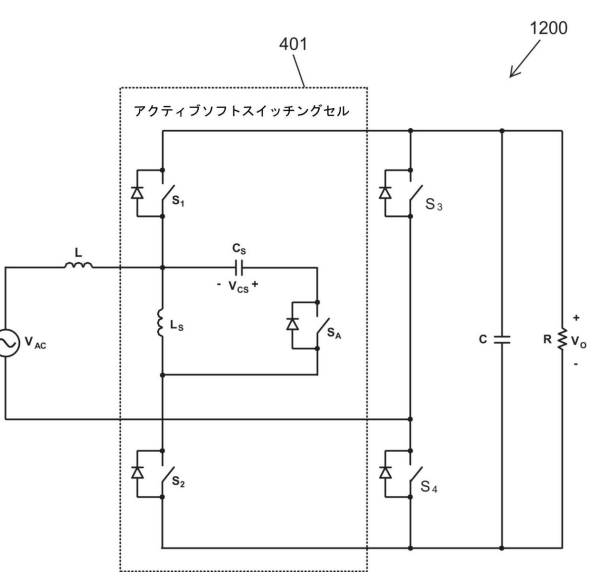 1200
401
アクティブソフトスイッチングセル
S1
S3
L
CS
- VCS +
LS
SA
VAC
C
R
+
VO
-
S2
S4